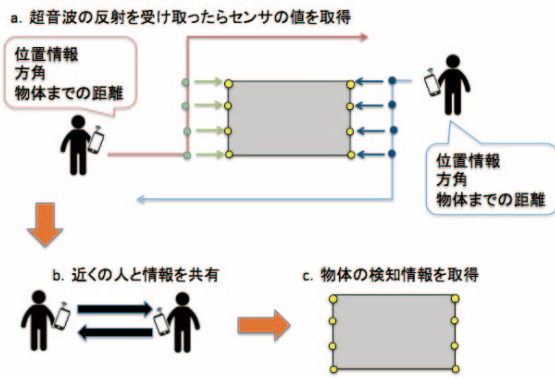 a. 超音波の反射を受け取ったらセンサの値を取得
位置情報
方角
物体までの距離
位置情報
方角
物体までの距離
b. 近くの人と情報を共有
c. 物体の検知情報を取得